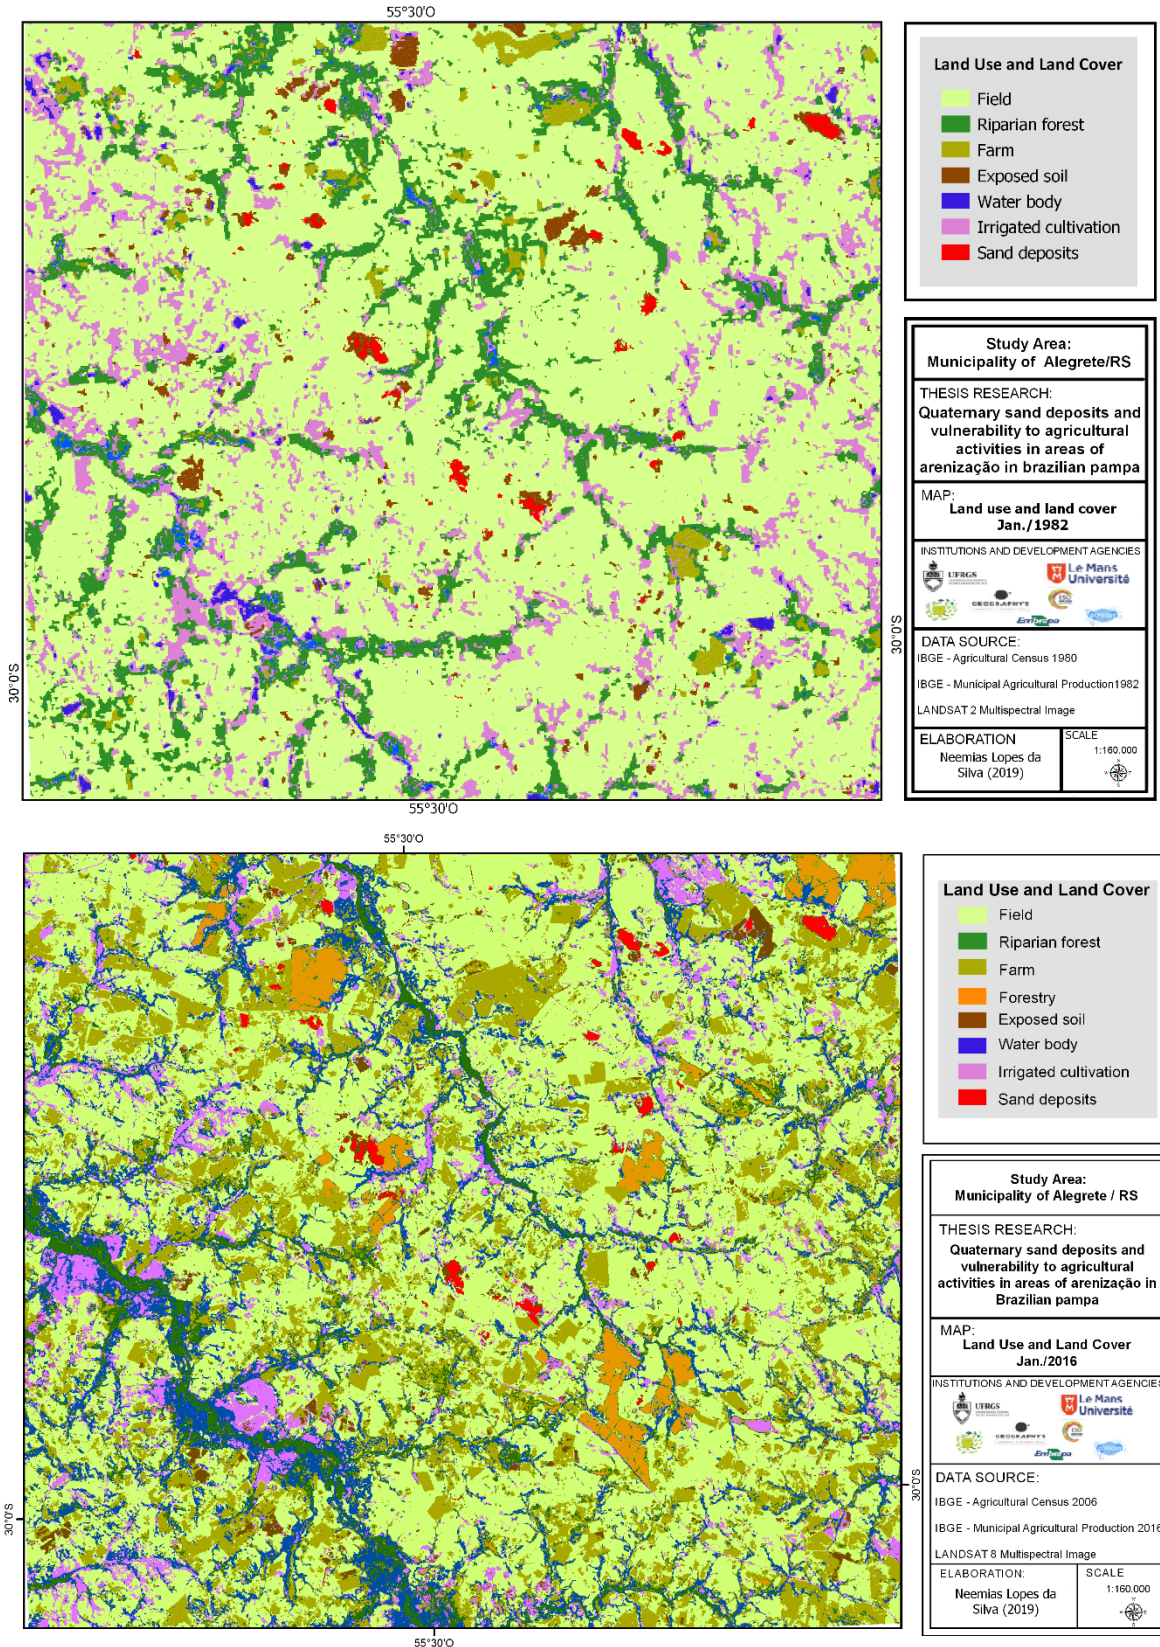 55°30'O
Land Use and Land Cover
Field
Riparian forest
Farm
Exposed soil
Water body
Irrigated cultivation
Sand deposits
Study Area:
Municipality of Alegrete/RS
THESIS RESEARCH:
Quaternary sand deposits and
vulnerability to agricultural
activities in areas of
arenização in brazilian pampa
MAP:
Land use and land cover
Jan./1982
INSTITUTIONS AND DEVELOPMENT AGENCIES
UFRGS
Le Mans
Université
GEOGRAPHY'S
ESO
Embrapa
DATA SOURCE:
IBGE - Agricultural Census 1980
IBGE - Municipal Agricultural Production1982
LANDSAT 2 Multispectral Image
ELABORATION
Neemias Lopes da
Silva (2019)
SCALE
1:160.000
30°0'S
30°0'S
55°30'O
55°30'O
Land Use and Land Cover
Field
Riparian forest
Farm
Forestry
Exposed soil
Water body
Irrigated cultivation
Sand deposits
Study Area:
Municipality of Alegrete / RS
THESIS RESEARCH:
Quaternary sand deposits and
vulnerability to agricultural
activities in areas of arenização in
Brazilian pampa
MAP:
Land Use and Land Cover
Jan./2016
INSTITUTIONS AND DEVELOPMENT AGENCIES
UFRGS
Le Mans
Université
GEOGRAPHY'S
ESO
Embrapa
DATA SOURCE:
IBGE - Agricultural Census 2006
IBGE - Municipal Agricultural Production 2016
LANDSAT 8 Multispectral Image
ELABORATION:
Neemias Lopes da
Silva (2019)
SCALE
1:160.000
30°0'S
30°0'S
55°30'O